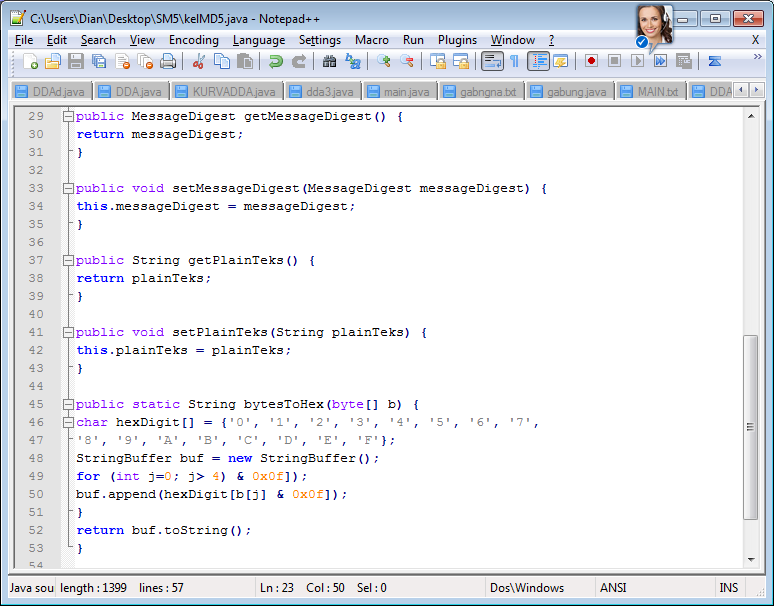 C:\Users\Dian\Desktop\SM5\kelMD5.java - Notepad++
File Edit Search View Encoding Language Settings Macro Run Plugins Window ?
X
DDAd.java DDA.java KURVADDA.java dda3.java main.java gabngna.txt gabung.java MAIN.txt DDA
29 public MessageDigest getMessageDigest() {
30 return messageDigest;
31 }
32
33 public void setMessageDigest(MessageDigest messageDigest) {
34 this.messageDigest = messageDigest;
35 }
36
37 public String getPlainTeks() {
38 return plainTeks;
39 }
40
41 public void setPlainTeks(String plainTeks) {
42 this.plainTeks = plainTeks;
43 }
44
45 public static String bytesToHex(byte[] b) {
46 char hexDigit[] = {'0', '1', '2', '3', '4', '5', '6', '7',
47 '8', '9', 'A', 'B', 'C', 'D', 'E', 'F'};
48 StringBuffer buf = new StringBuffer();
49 for (int j=0; j> 4) & 0x0f]);
50 buf.append(hexDigit[b[j] & 0x0f]);
51 }
52 return buf.toString();
53 }
54
Java sou length : 1399 lines : 57 Ln : 23 Col : 50 Sel : 0 Dos\Windows ANSI INS